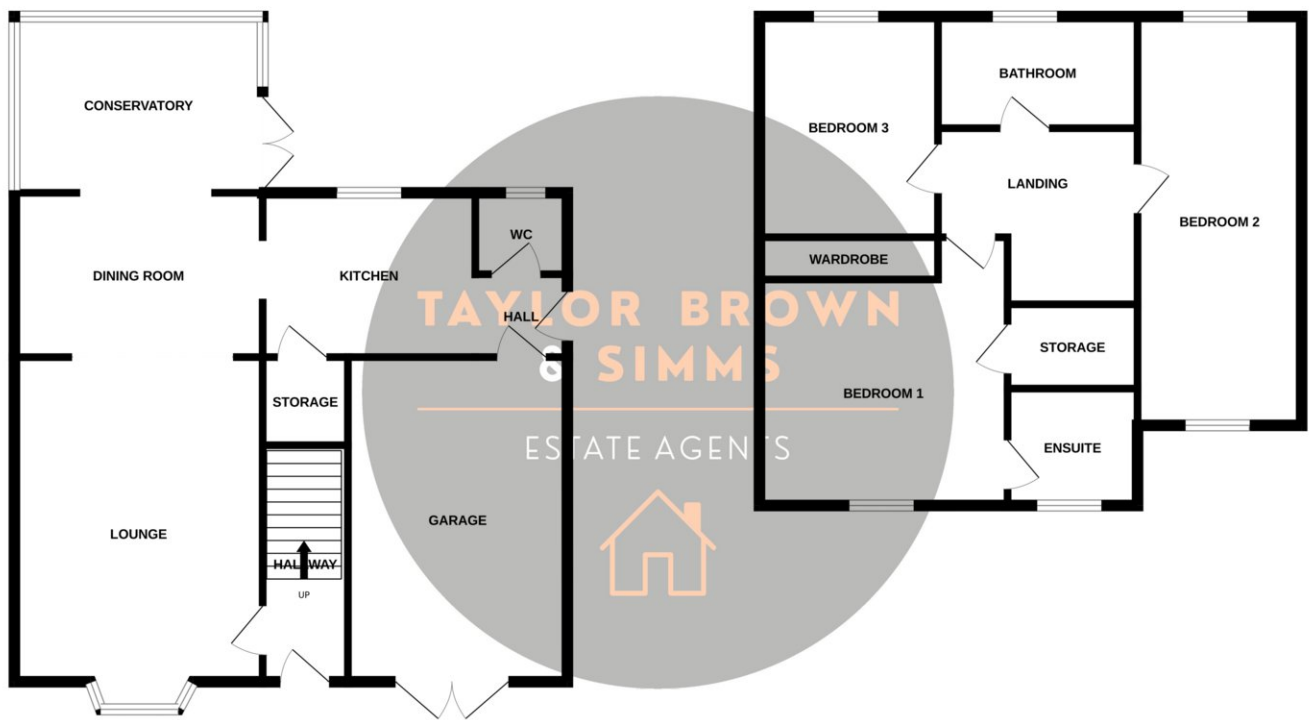 CONSERVATORY
DINING ROOM
KITCHEN
WC
HALL
STORAGE
LOUNGE
HALLWAY
UP
GARAGE
BEDROOM 3
BATHROOM
LANDING
BEDROOM 2
WARDROBE
BEDROOM 1
STORAGE
ENSUITE
TAYLOR BROWN
& SIMMS
ESTATE AGENTS